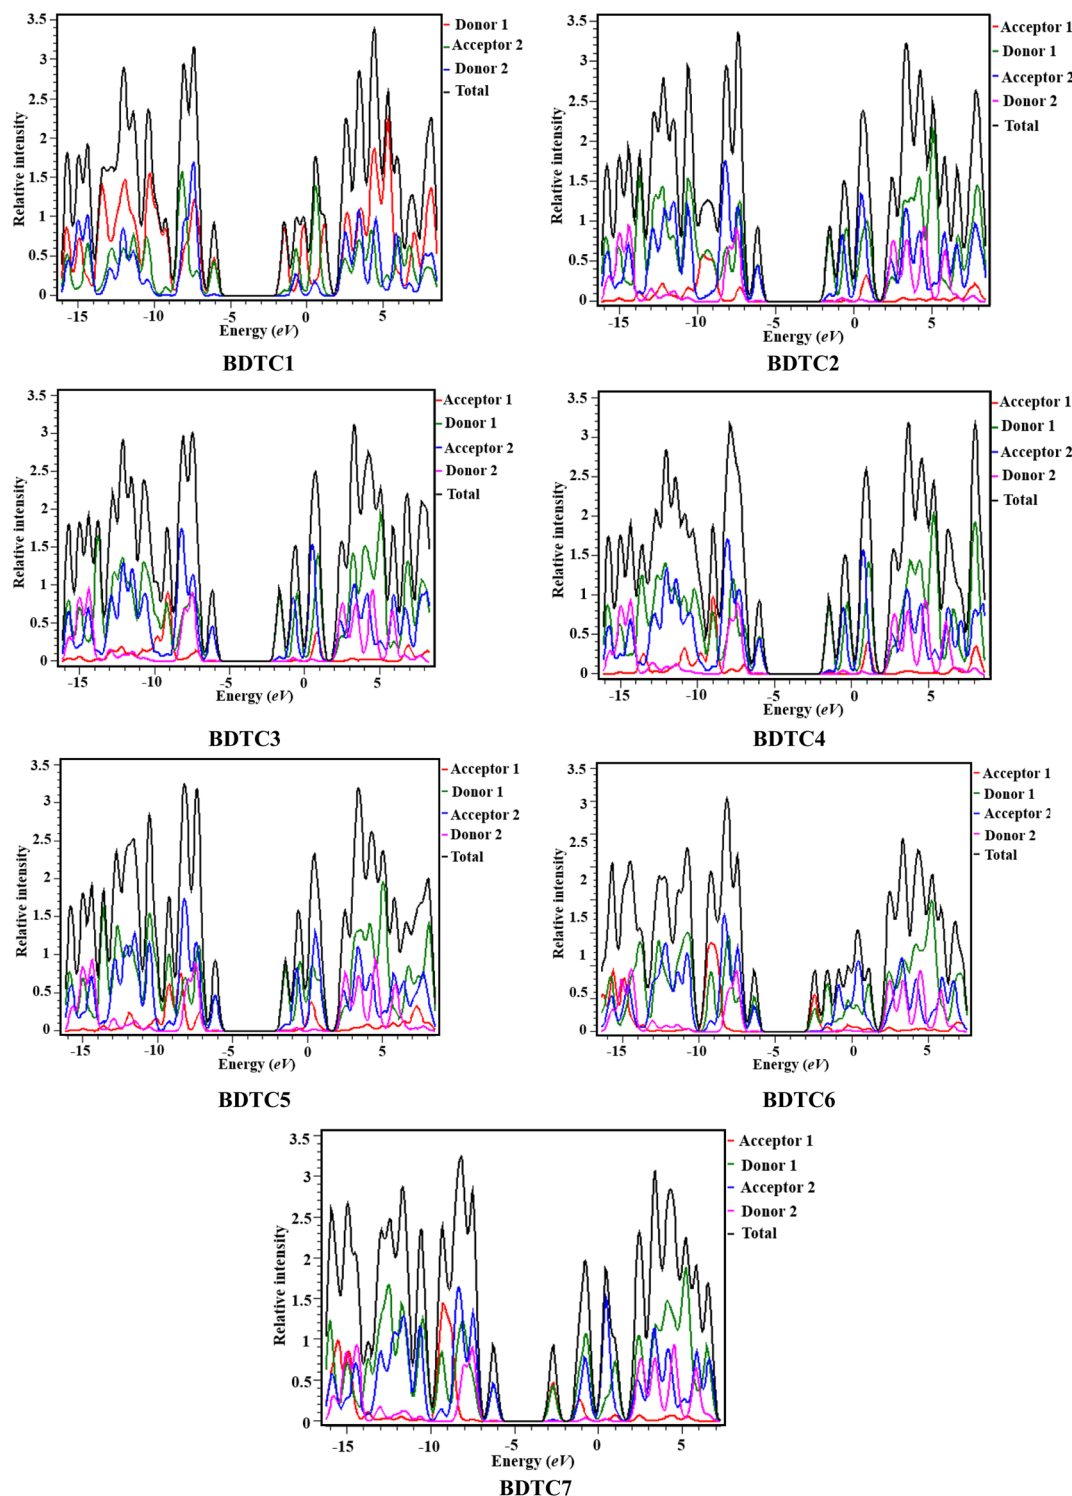 3.5
3
2.5
2
1.5
1
0.5
0
Relative intensity
-15
-10
-5
0
5
Energy (eV)
Donor 1
Acceptor 2
Donor 2
Total
BDTC1
3.5
3
2.5
2
1.5
1
0.5
0
Relative intensity
-15
-10
-5
0
5
Energy (eV)
Acceptor 1
Donor 1
Acceptor 2
Donor 2
Total
BDTC2
3.5
3
2.5
2
1.5
1
0.5
0
Relative intensity
-15
-10
-5
0
5
Energy (eV)
Acceptor 1
Donor 1
Acceptor 2
Donor 2
Total
BDTC3
3.5
3
2.5
2
1.5
1
0.5
0
Relative intensity
-15
-10
-5
0
5
Energy (eV)
Acceptor 1
Donor 1
Acceptor 2
Donor 2
Total
BDTC4
3.5
3
2.5
2
1.5
1
0.5
0
Relative intensity
-15
-10
-5
0
5
Energy (eV)
Acceptor 1
Donor 1
Acceptor 2
Donor 2
Total
BDTC5
3.5
3
2.5
2
1.5
1
0.5
0
Relative intensity
-15
-10
-5
0
5
Energy (eV)
Acceptor 1
Donor 1
Acceptor 2
Donor 2
Total
BDTC6
3.5
3
2.5
2
1.5
1
0.5
0
Relative intensity
-15
-10
-5
0
5
Energy (eV)
Acceptor 1
Donor 1
Acceptor 2
Donor 2
Total
BDTC7